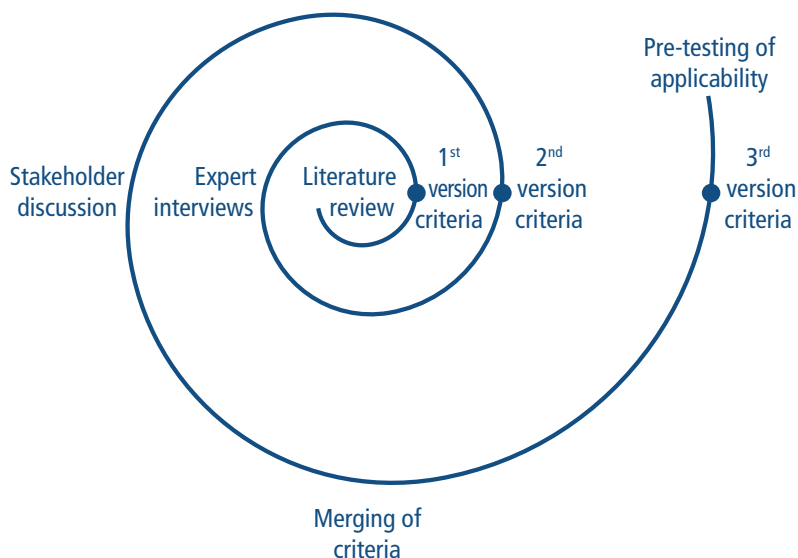 Pre-testing of
applicability
Stakeholder
discussion
Expert
interviews
Literature
review
1st
version
criteria
2nd
version
criteria
3rd
version
criteria
Merging of
criteria